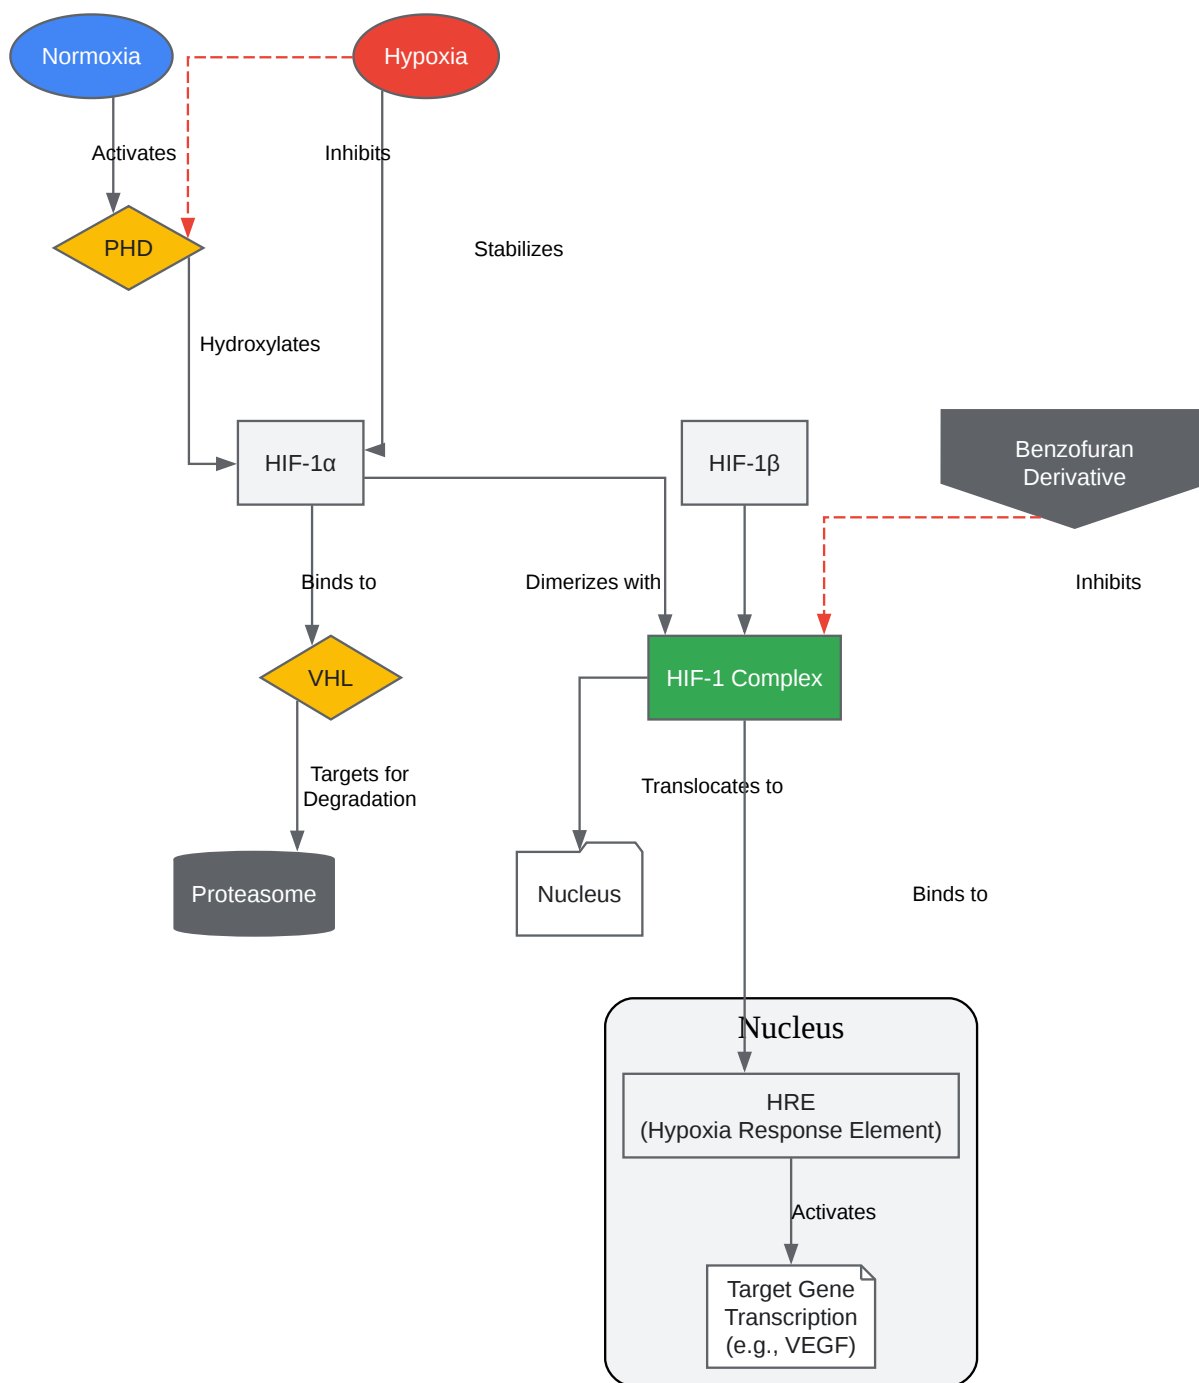 Normoxia
Hypoxia
Activates
Inhibits
PHD
Stabilizes
Hydroxylates
HIF-1α
HIF-1β
Benzofuran
Derivative
Binds to
Dimerizes with
Inhibits
VHL
HIF-1 Complex
Targets for
Degradation
Translocates to
Proteasome
Nucleus
Binds to
Nucleus
HRE
(Hypoxia Response Element)
Activates
Target Gene
Transcription
(e.g., VEGF)